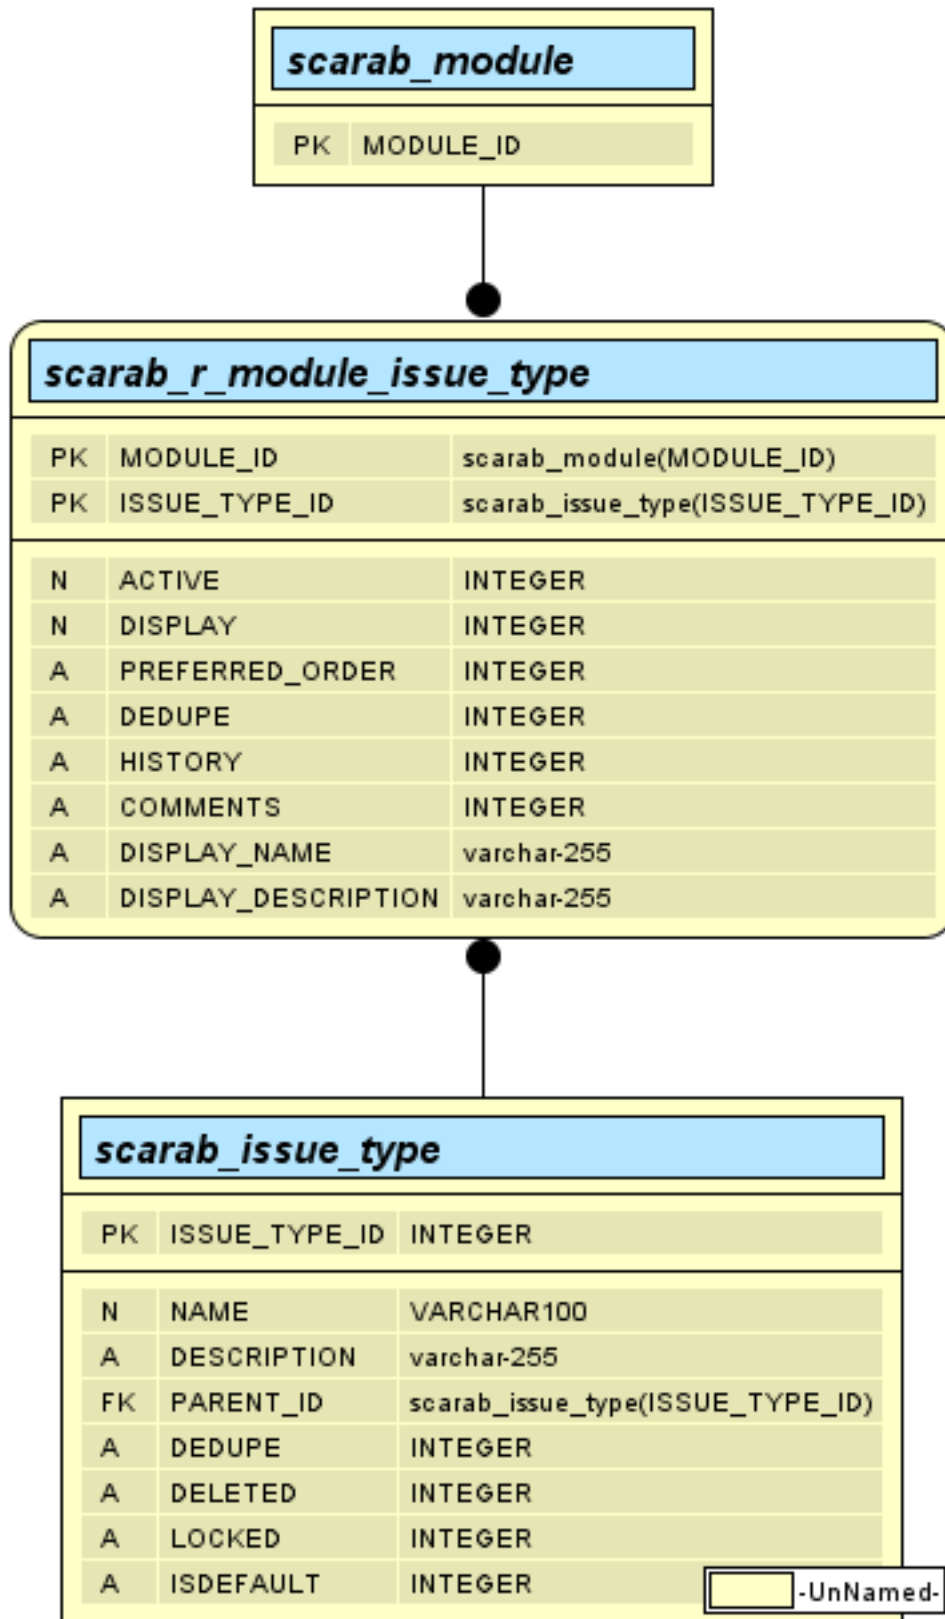 scarab_module
PK MODULE_ID
scarab_r_module_issue_type
PK MODULE_ID scarab_module(MODULE_ID)
PK ISSUE_TYPE_ID scarab_issue_type(ISSUE_TYPE_ID)
N ACTIVE INTEGER
N DISPLAY INTEGER
A PREFERRED_ORDER INTEGER
A DEDUPE INTEGER
A HISTORY INTEGER
A COMMENTS INTEGER
A DISPLAY_NAME varchar-255
A DISPLAY_DESCRIPTION varchar-255
scarab_issue_type
PK ISSUE_TYPE_ID INTEGER
N NAME VARCHAR100
A DESCRIPTION varchar-255
FK PARENT_ID scarab_issue_type(ISSUE_TYPE_ID)
A DEDUPE INTEGER
A DELETED INTEGER
A LOCKED INTEGER
A ISDEFAULT INTEGER
-UnNamed-